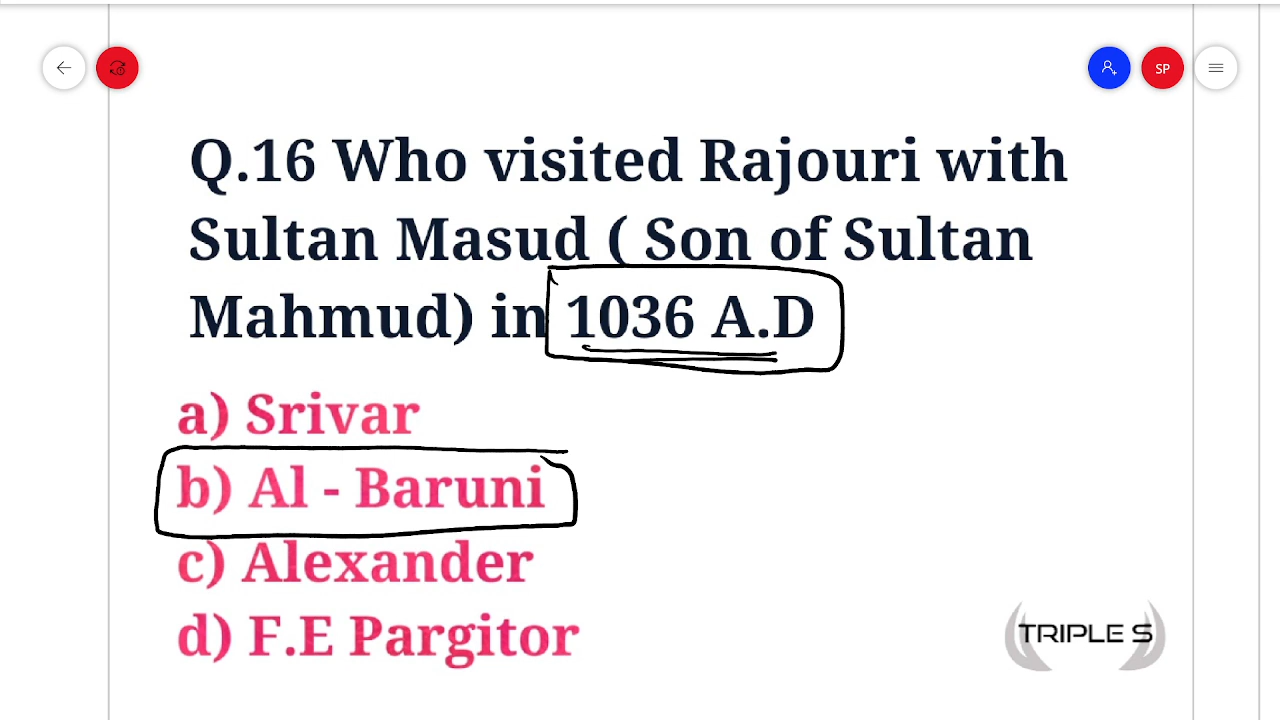 SP
Q.16 Who visited Rajouri with
Sultan Masud ( Son of Sultan
Mahmud) in 1036 A.D
a) Srivar
b) Al - Baruni
c) Alexander
d) F.E Pargitor
TRIPLE S